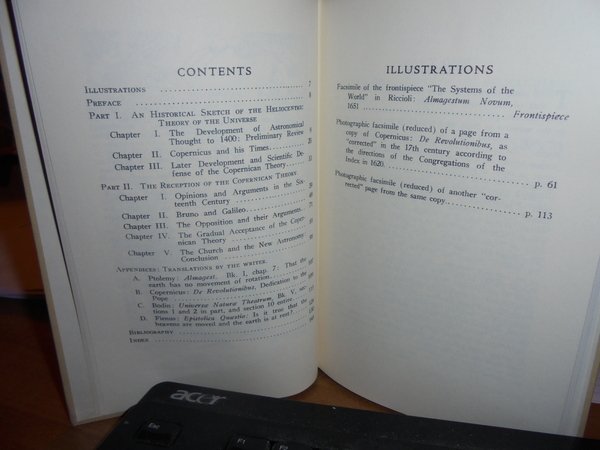 CONTENTS
ILLUSTRATIONS 7
PREFACE
PART I. AN HISTORICAL SKETCH OF THE HELIOCENTRIC
THEORY OF THE UNIVERSE
Chapter I. The Development of Astronomical
Thought to 1400: Preliminary Review 9
Chapter II. Copernicus and his Times
Chapter III. Later Development and Scientific De-
fense of the Copernican Theory
PART II. THE RECEPTION OF THE COPERNICAN THEORY.
Chapter I. Opinions and Arguments in the Six-
teenth Century
Chapter II. Bruno and Galileo.
Chapter III. The Opposition and their Arguments.
Chapter IV. The Gradual Acceptance of the Coper-
nican Theory
Chapter V. The Church and the New Astronomy:
Conclusion
APPENDICES: TRANSLATIONS BY THE WRITER.
A. Ptolemy: Almagest. Bk. I, chap. 7: That the
earth has no movement of rotation
B. Copernicus: De Revolutionibus, Dedication to the
Pope
C. Bodin: Universæ Naturæ Theatrum, Bk. V, sec-
tions 1 and 2 in part, and section 10 entire
D. Fienus: Epistolica Quæstio: Is it true that the
heavens are moved and the earth is at rest?
BIBLIOGRAPHY
INDEX
ILLUSTRATIONS
Facsimile of the frontispiece "The Systems of the
World" in Riccioli: Almagestum Novum,
1651 Frontispiece
Photographic facsimile (reduced) of a page from a
copy of Copernicus: De Revolutionibus, as
"corrected" in the 17th century according to
the directions of the Congregations of the
Index in 1620. p. 61
Photographic facsimile (reduced) of another "cor-
rected" page from the same copy p. 113
acer
Esc
F1
F2